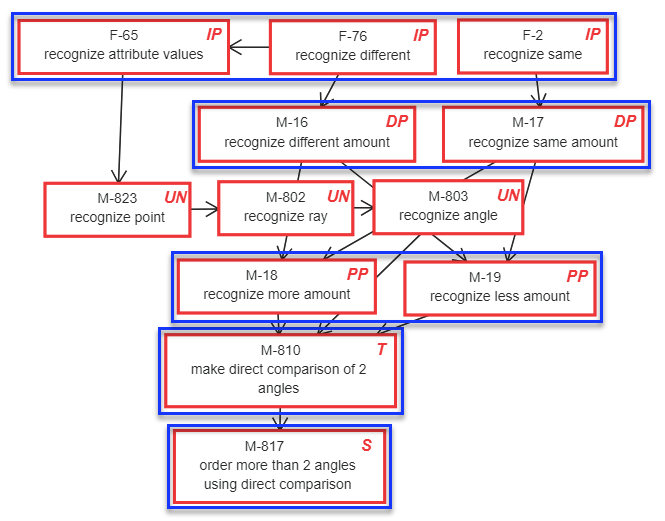 F-65 IP
recognize attribute values
F-76 IP
recognize different
F-2 IP
recognize same
M-16 DP
recognize different amount
M-17 DP
recognize same amount
M-823 UN
recognize point
M-802 UN
recognize ray
M-803 UN
recognize angle
M-18 PP
recognize more amount
M-19 PP
recognize less amount
M-810 T
make direct comparison of 2
angles
M-817 S
order more than 2 angles
using direct comparison